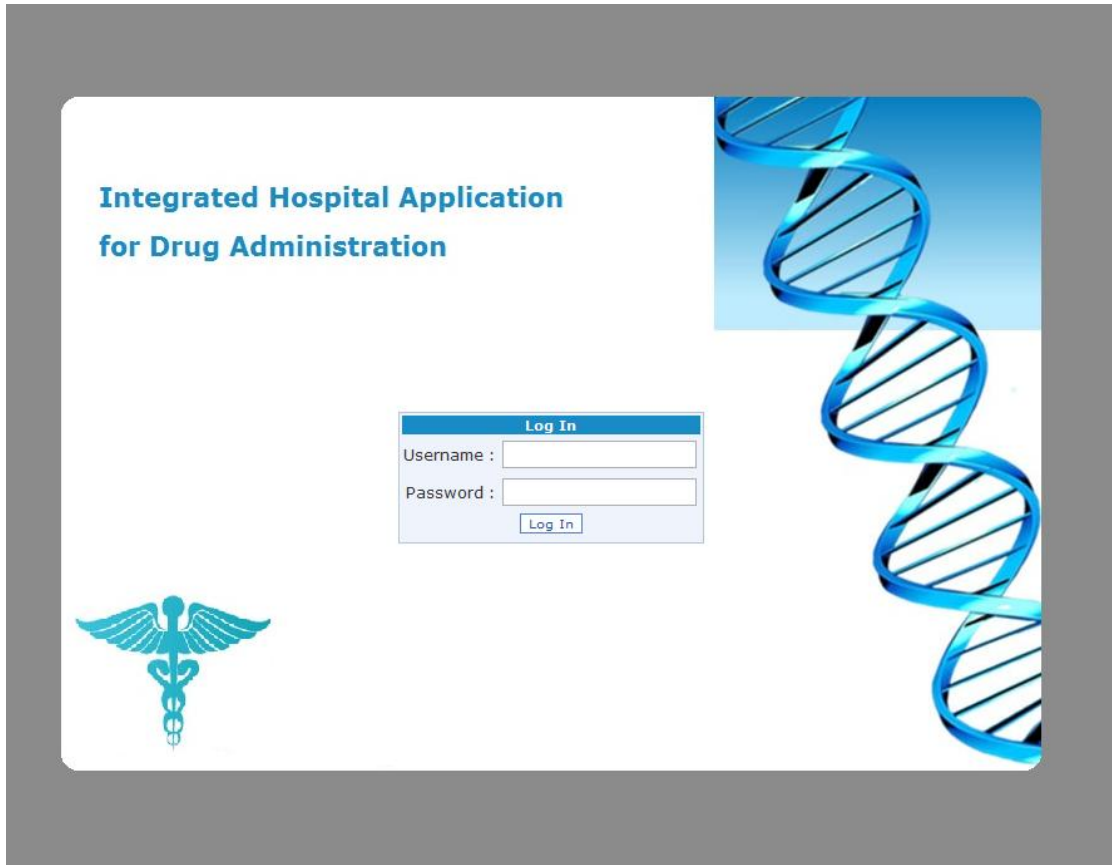 Integrated Hospital Application
for Drug Administration
Log In
Username :
Password :
Log In